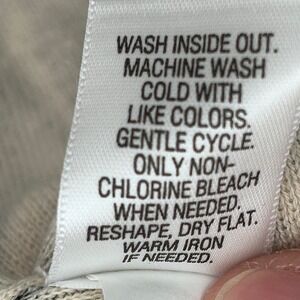 WASH INSIDE OUT.
MACHINE WASH
COLD WITH
LIKE COLORS.
GENTLE CYCLE.
ONLY NON-
CHLORINE BLEACH
WHEN NEEDED.
RESHAPE, DRY FLAT.
WARM IRON
IF NEEDED.